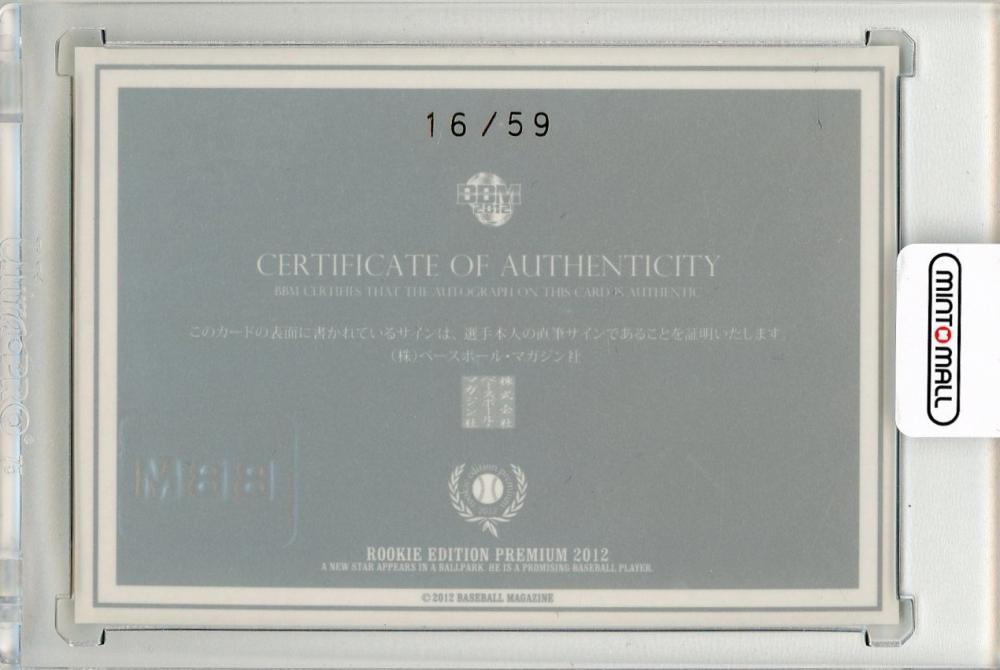 16/59
BBM
2012
CERTIFICATE OF AUTHENTICITY
BBM CERTIFIES THAT THE AUTOGRAPH ON THIS CARD IS AUTHENTIC
このカードの表面に書かれているサインは、選手本人の直筆サインであることを証明いたします
(株)ベースボール・マガジン社
株式会社
ベースボール
マガジン社
ROOKIE EDITION PREMIUM 2012
A NEW STAR APPEARS IN A BALLPARK. HE IS A PROMISING BASEBALL PLAYER.
©2012 BASEBALL MAGAZINE
MINT MALL